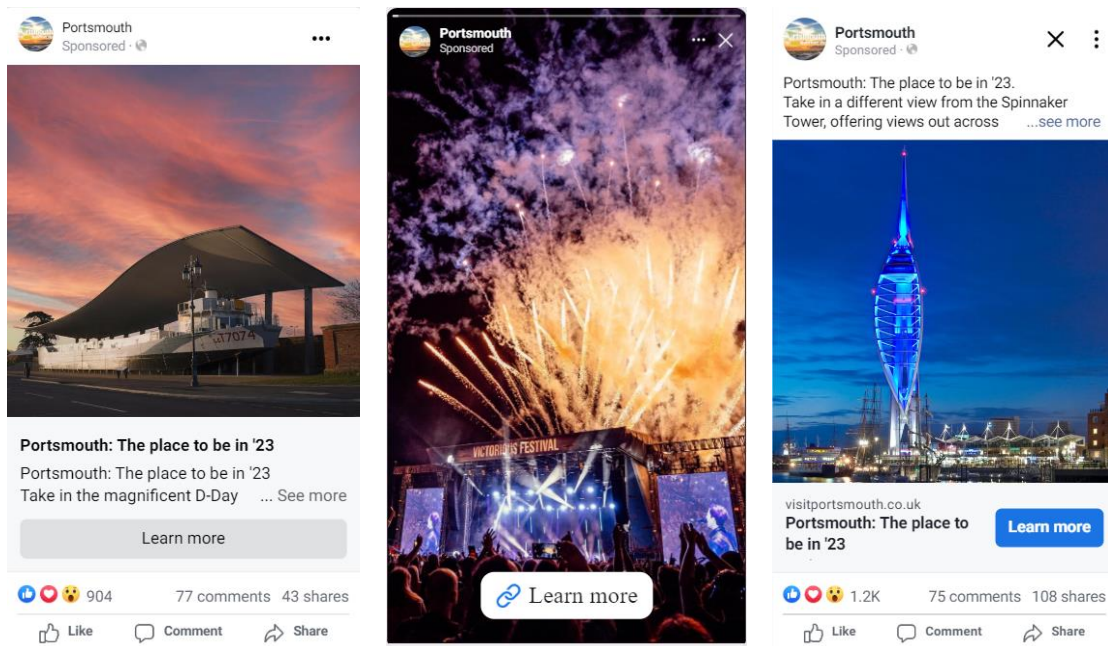 Portsmouth
Sponsored ·
LCT7074
Portsmouth: The place to be in '23
Portsmouth: The place to be in '23
Take in the magnificent D-Day ... See more
Learn more
904 77 comments 43 shares
Like Comment Share
Portsmouth
Sponsored
VICTORIOUS FESTIVAL
Learn more
Portsmouth
Sponsored ·
Portsmouth: The place to be in '23.
Take in a different view from the Spinnaker
Tower, offering views out across ...see more
visitportsmouth.co.uk
Portsmouth: The place to
be in '23
Learn more
1.2K 75 comments 108 shares
Like Comment Share